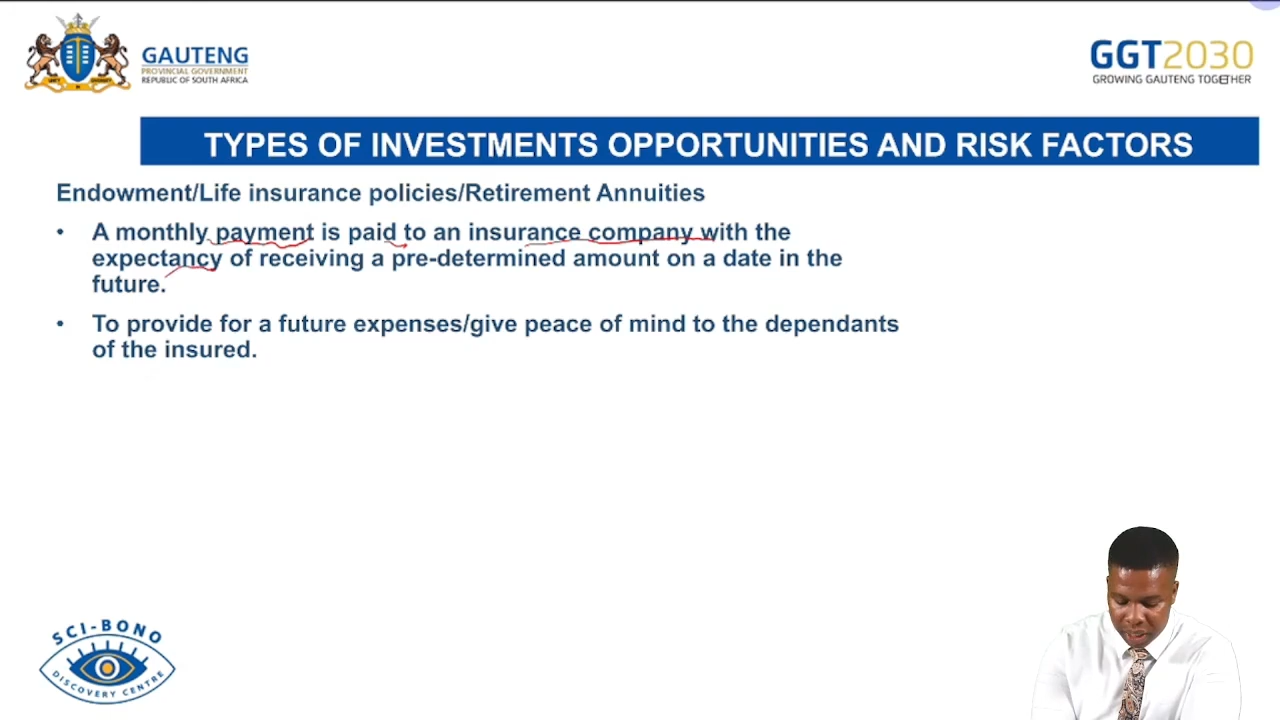 GAUTENG
PROVINCIAL GOVERNMENT
REPUBLIC OF SOUTH AFRICA
GGT2030
GROWING GAUTENG TOGETHER
TYPES OF INVESTMENTS OPPORTUNITIES AND RISK FACTORS
Endowment/Life insurance policies/Retirement Annuities
• A monthly payment is paid to an insurance company with the
expectancy of receiving a pre-determined amount on a date in the
future.
• To provide for a future expenses/give peace of mind to the dependants
of the insured.
SCI-BONO
DISCOVERY CENTRE